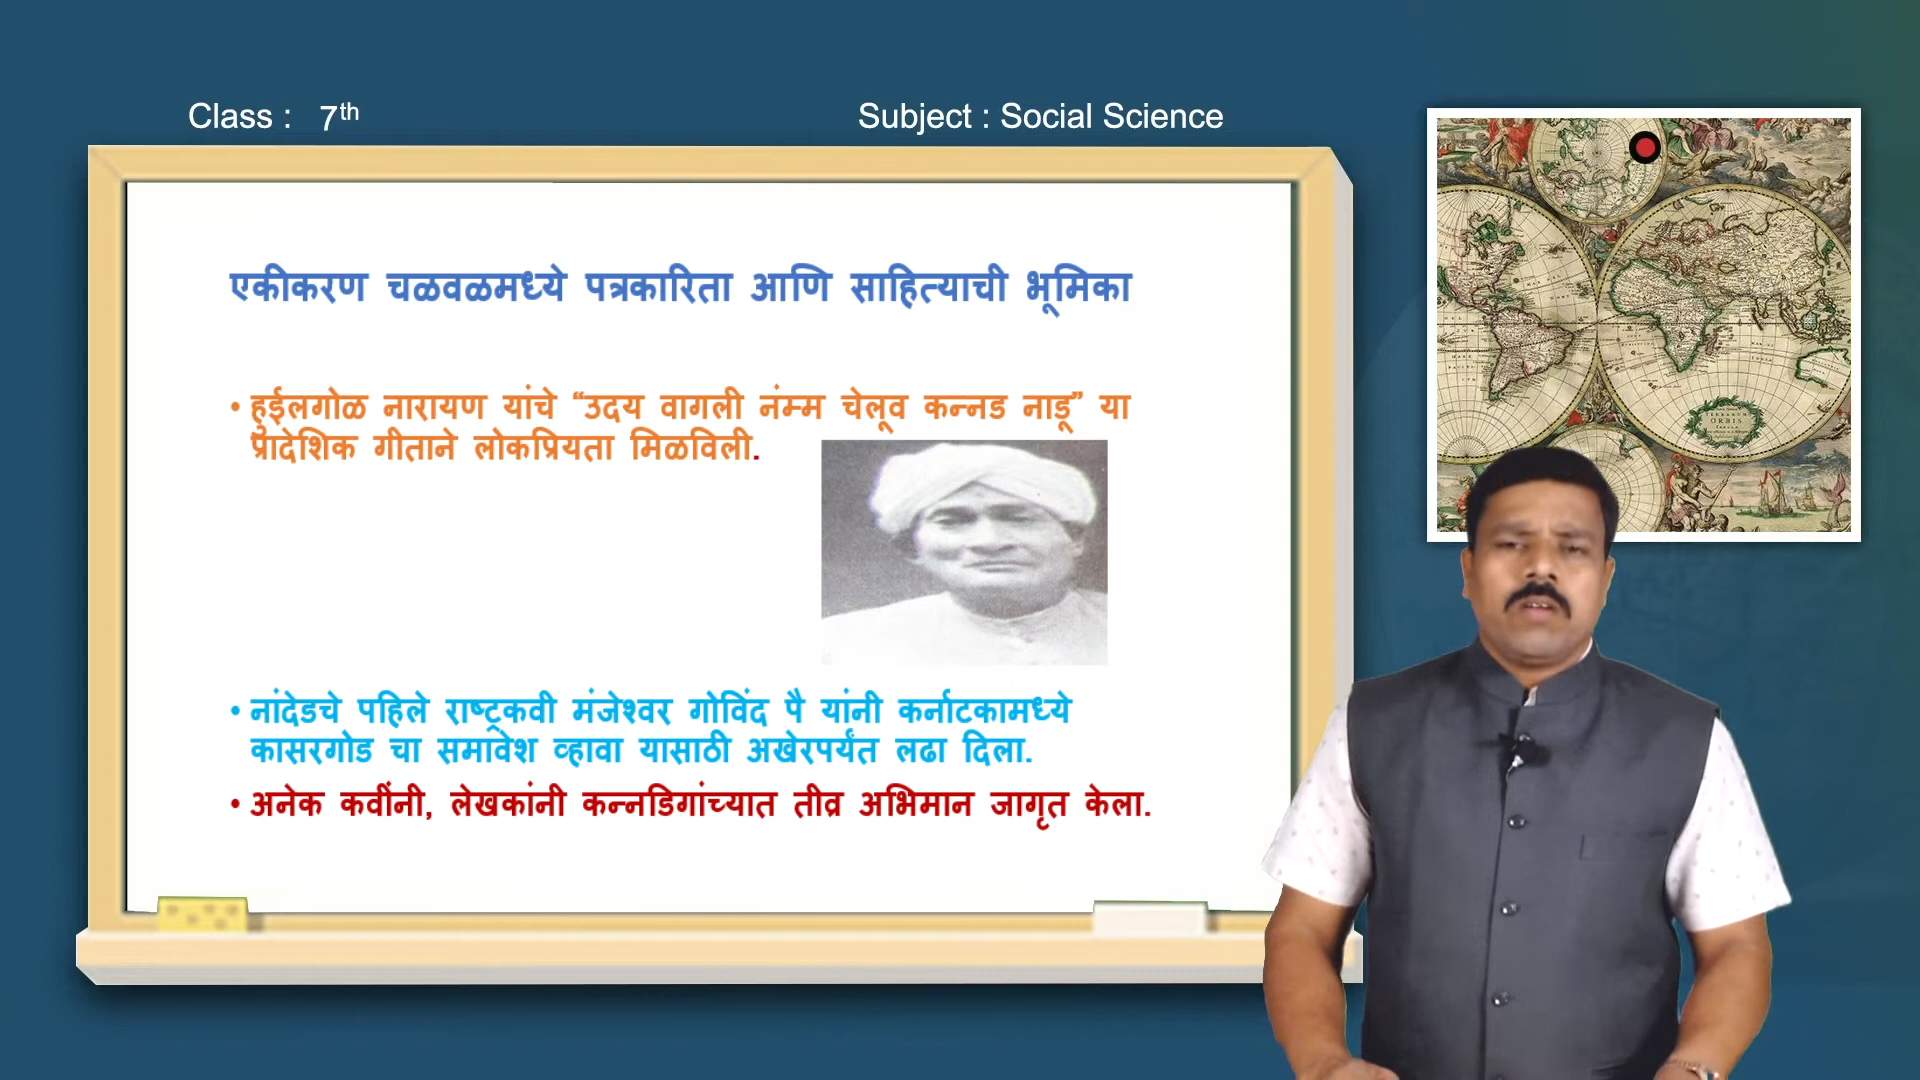 Class : 7th
Subject : Social Science
एकीकरण चळवळमध्ये पत्रकारिता आणि साहित्याची भूमिका
• हुईलगोळ नारायण यांचे “उदय वागली नंम्म चेलूव कन्नड नाडू” या
प्रादेशिक गीताने लोकप्रियता मिळविली.
• नांदेडचे पहिले राष्ट्रकवी मंजेश्वर गोविंद पै यांनी कर्नाटकामध्ये
कासरगोड चा समावेश व्हावा यासाठी अखेरपर्यंत लढा दिला.
• अनेक कवींनी, लेखकांनी कन्नडिगांच्यात तीव्र अभिमान जागृत केला.